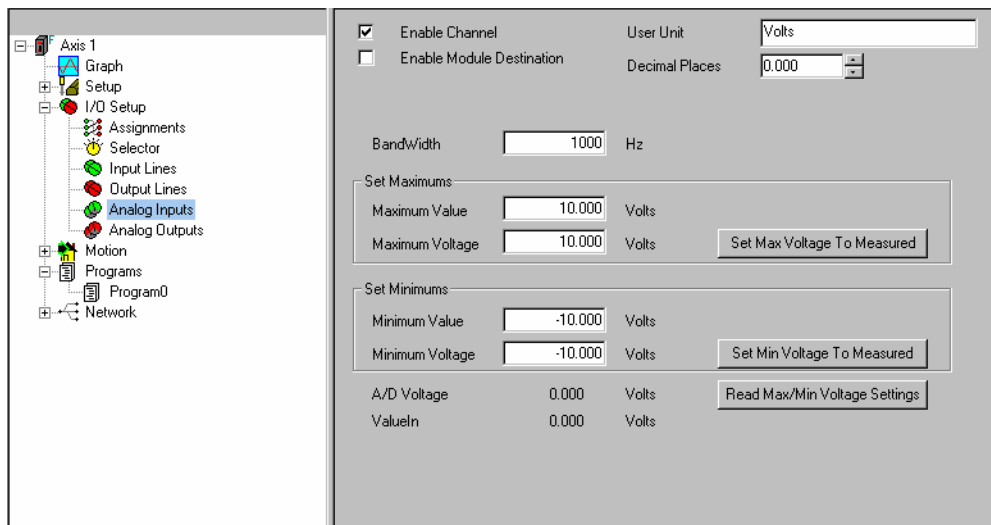 Axis 1
Graph
Setup
I/O Setup
Assignments
Selector
Input Lines
Output Lines
Analog Inputs
Analog Outputs
Motion
Programs
Program0
Network
Enable Channel
Enable Module Destination
User Unit Volts
Decimal Places 0.000
BandWidth 1000 Hz
Set Maximums
Maximum Value 10.000 Volts
Maximum Voltage 10.000 Volts Set Max Voltage To Measured
Set Minimums
Minimum Value -10.000 Volts
Minimum Voltage -10.000 Volts Set Min Voltage To Measured
A/D Voltage 0.000 Volts Read Max/Min Voltage Settings
ValueIn 0.000 Volts